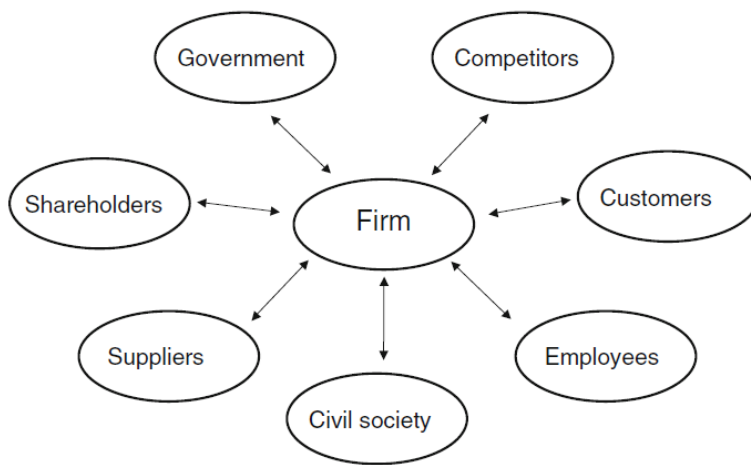 Government
Competitors
Shareholders
Firm
Customers
Suppliers
Employees
Civil society